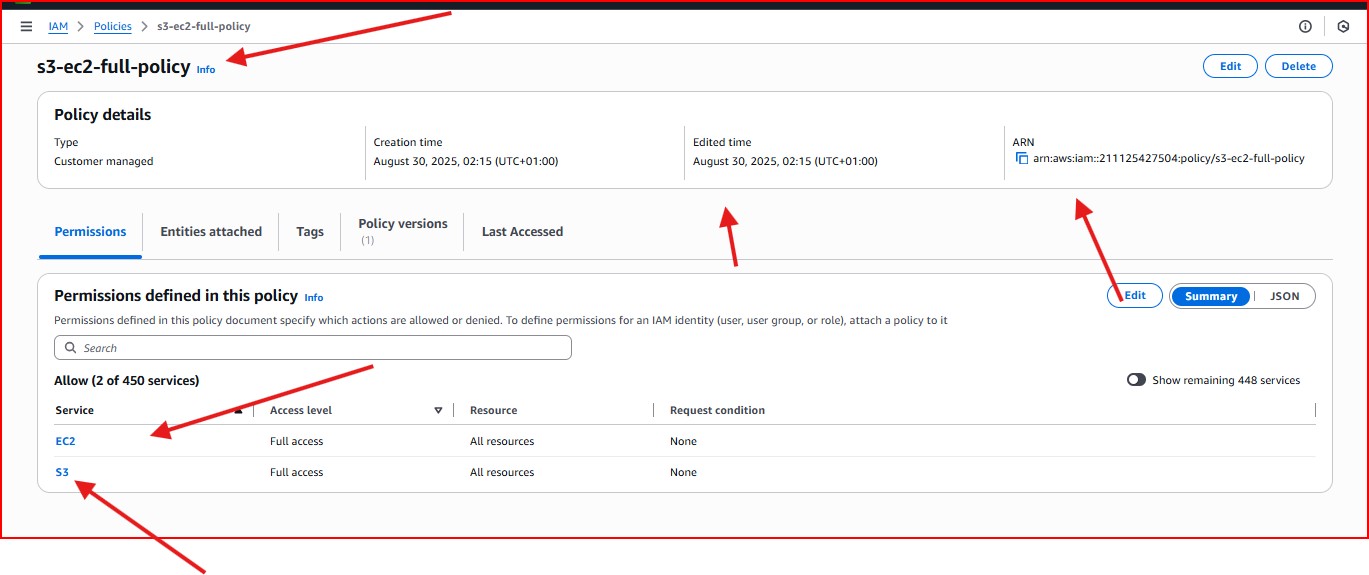 IAM > Policies > s3-ec2-full-policy
s3-ec2-full-policy Info
Edit Delete
Policy details
Type
Customer managed
Creation time
August 30, 2025, 02:15 (UTC+01:00)
Edited time
August 30, 2025, 02:15 (UTC+01:00)
ARN
arn:aws:iam::211125427504:policy/s3-ec2-full-policy
Permissions Entities attached Tags Policy versions (1) Last Accessed
Permissions defined in this policy Info
Edit Summary JSON
Permissions defined in this policy document specify which actions are allowed or denied. To define permissions for an IAM identity (user, user group, or role), attach a policy to it
Search
Allow (2 of 450 services)
Show remaining 448 services
Service Access level Resource Request condition
EC2 Full access All resources None
S3 Full access All resources None